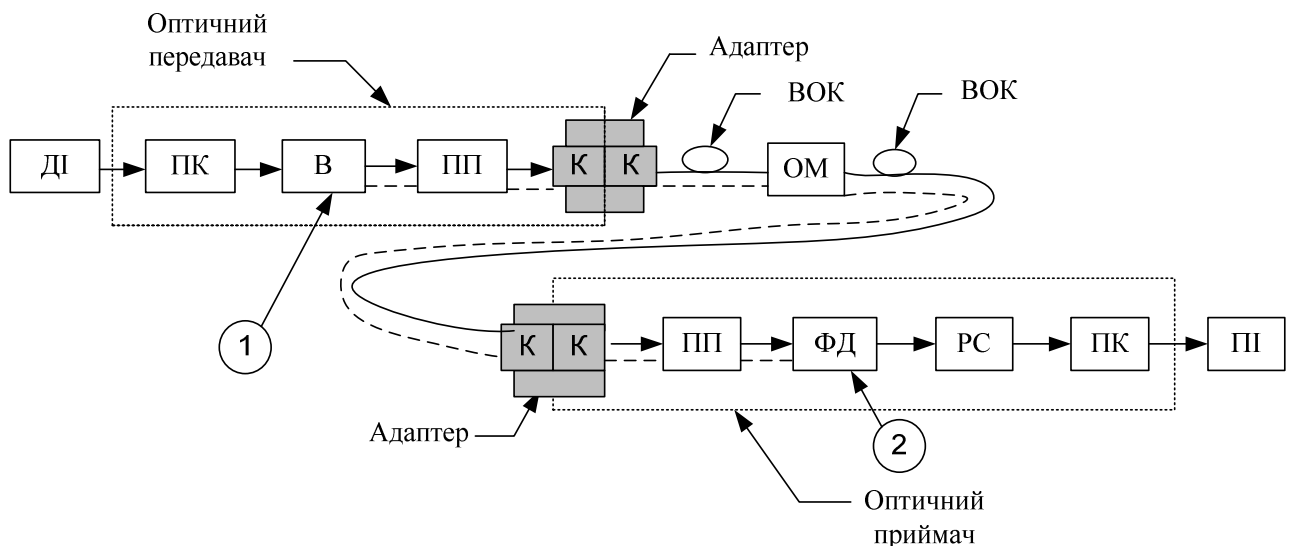 Оптичний
передавач
Адаптер
ВОК
ВОК
ДІ
ПК
В
ПП
К
К
ОМ
1
К
К
ПП
ФД
РС
ПК
ПІ
Адаптер
2
Оптичний
приймач